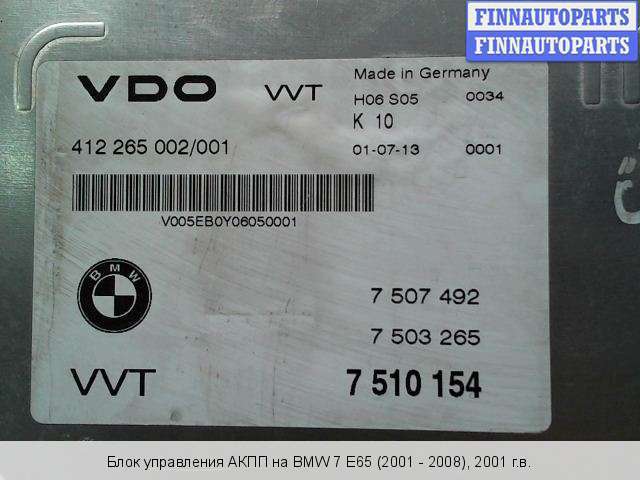 FINNAUTOPARTS
FINNAUTOPARTS
VDO VVT Made in Germany
H06 S05 0034
K 10
412 265 002/001 01-07-13 0001
V005EB0Y06050001
BMW
7 507 492
7 503 265
VVT 7 510 154
Блок управления АКПП на BMW 7 E65 (2001 - 2008), 2001 г.в.